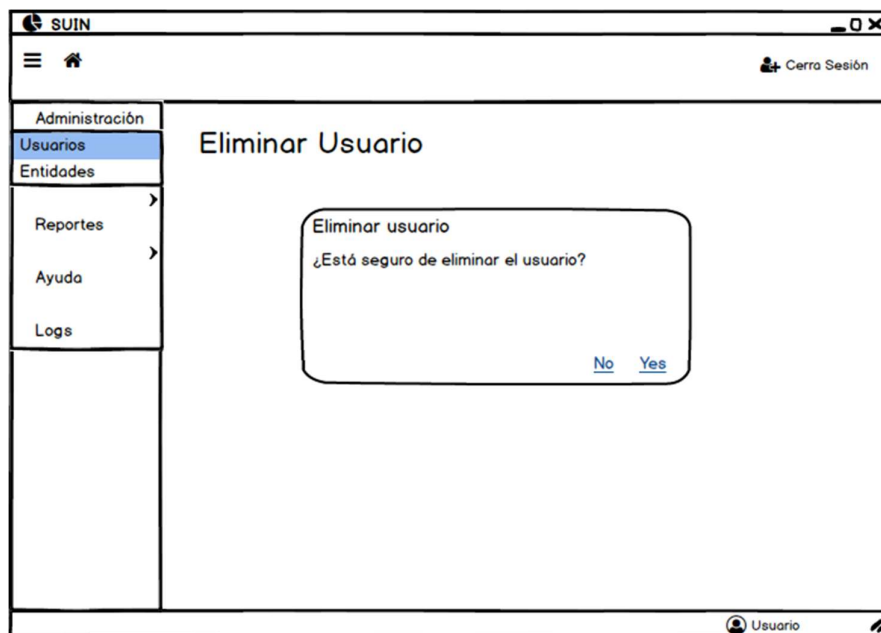 SUIN
Cerra Sesión
Administración
Usuarios
Entidades
Reportes
Ayuda
Logs
Eliminar Usuario
Eliminar usuario
¿Está seguro de eliminar el usuario?
No Yes
Usuario